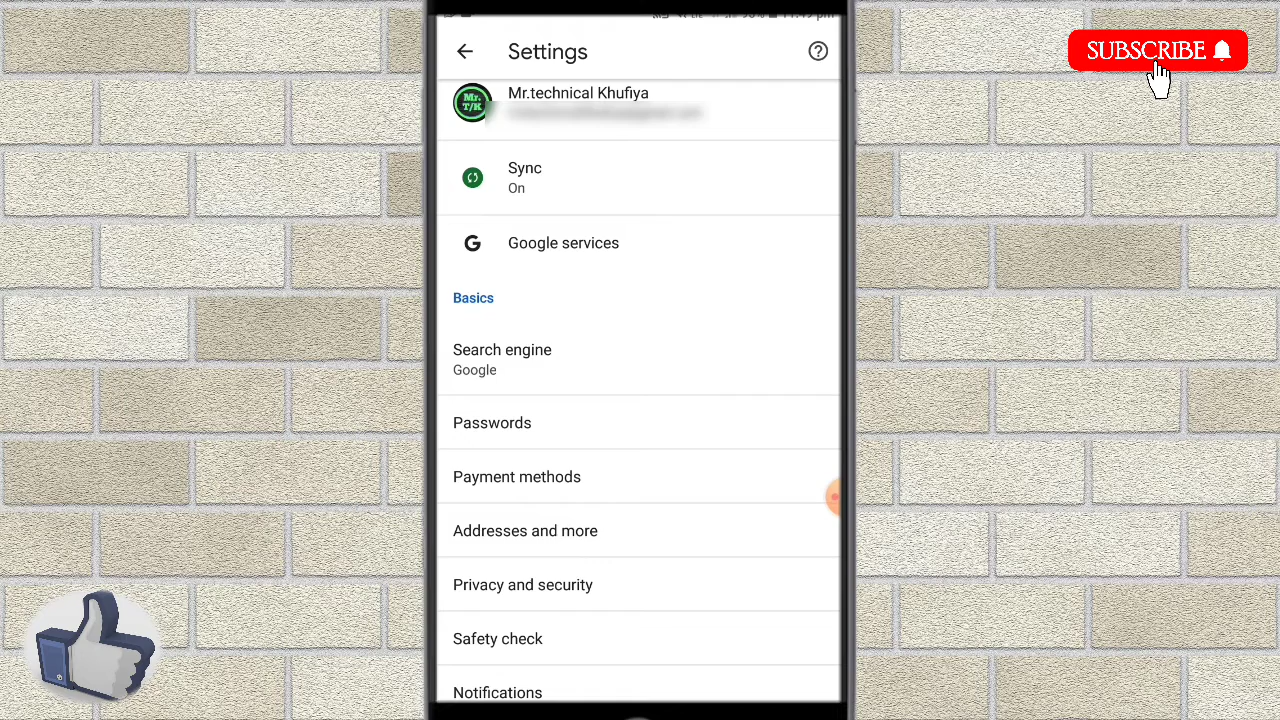 Settings
SUBSCRIBE
Mr. T/K
Mr.technical Khufiya
Sync
On
Google services
Basics
Search engine
Google
Passwords
Payment methods
Addresses and more
Privacy and security
Safety check
Notifications